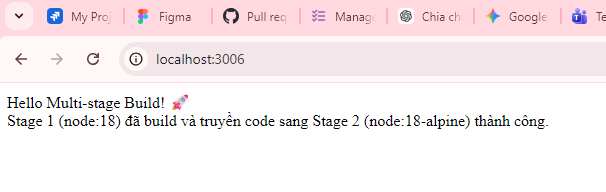 My Proj
Figma
Pull req
Manage
Chia ch
Google
Te
localhost:3006
Hello Multi-stage Build! 🚀
Stage 1 (node:18) đã build và truyền code sang Stage 2 (node:18-alpine) thành công.